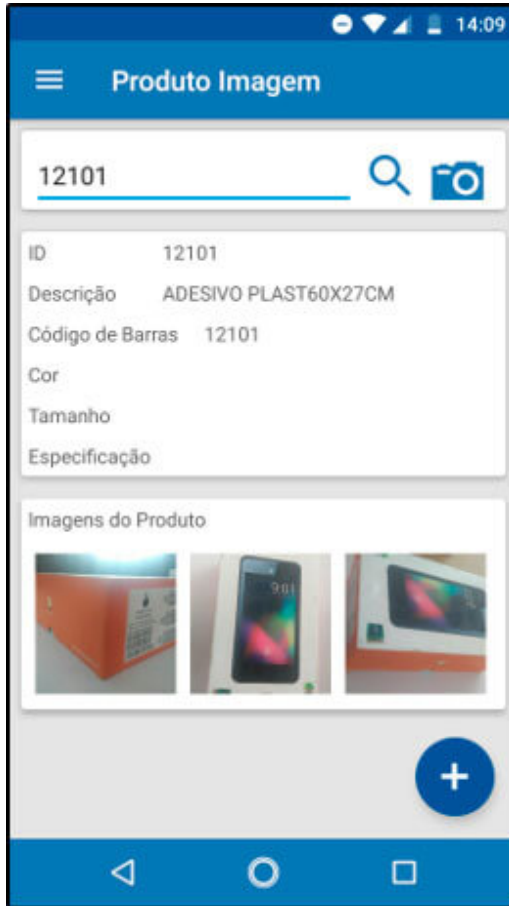 14:09
Produto Imagem
12101
ID 12101
Descrição ADESIVO PLAST60X27CM
Código de Barras 12101
Cor
Tamanho
Especificação
Imagens do Produto
9:01
+